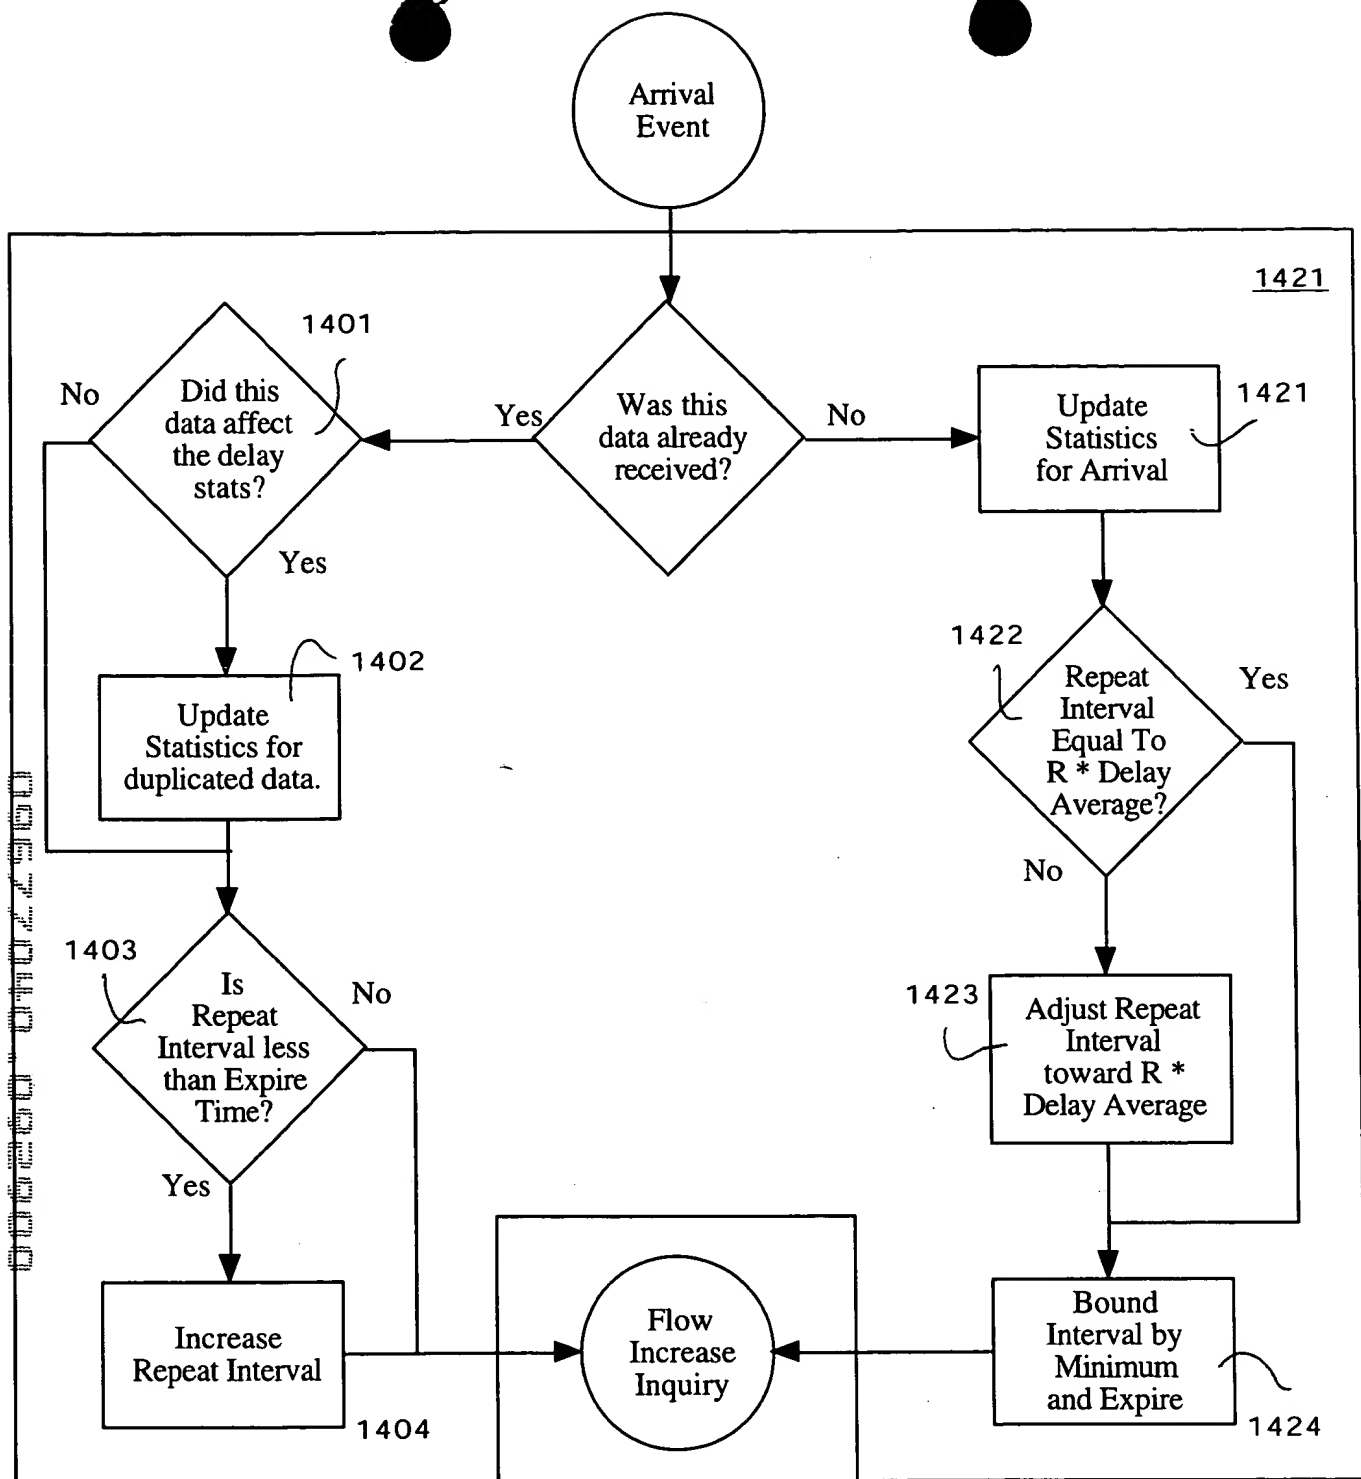 Arrival
Event
1421
1401
No
Did this
data affect
the delay
stats?
Yes
Was this
data already
received?
No
Update
Statistics
for Arrival
1421
Yes
1402
Update
Statistics for
duplicated data.
1422
Repeat
Interval
Equal To
R * Delay
Average?
Yes
No
1403
Is
Repeat
Interval less
than Expire
Time?
No
Yes
1423
Adjust Repeat
Interval
toward R *
Delay Average
Increase
Repeat Interval
1404
Flow
Increase
Inquiry
Bound
Interval by
Minimum
and Expire
1424